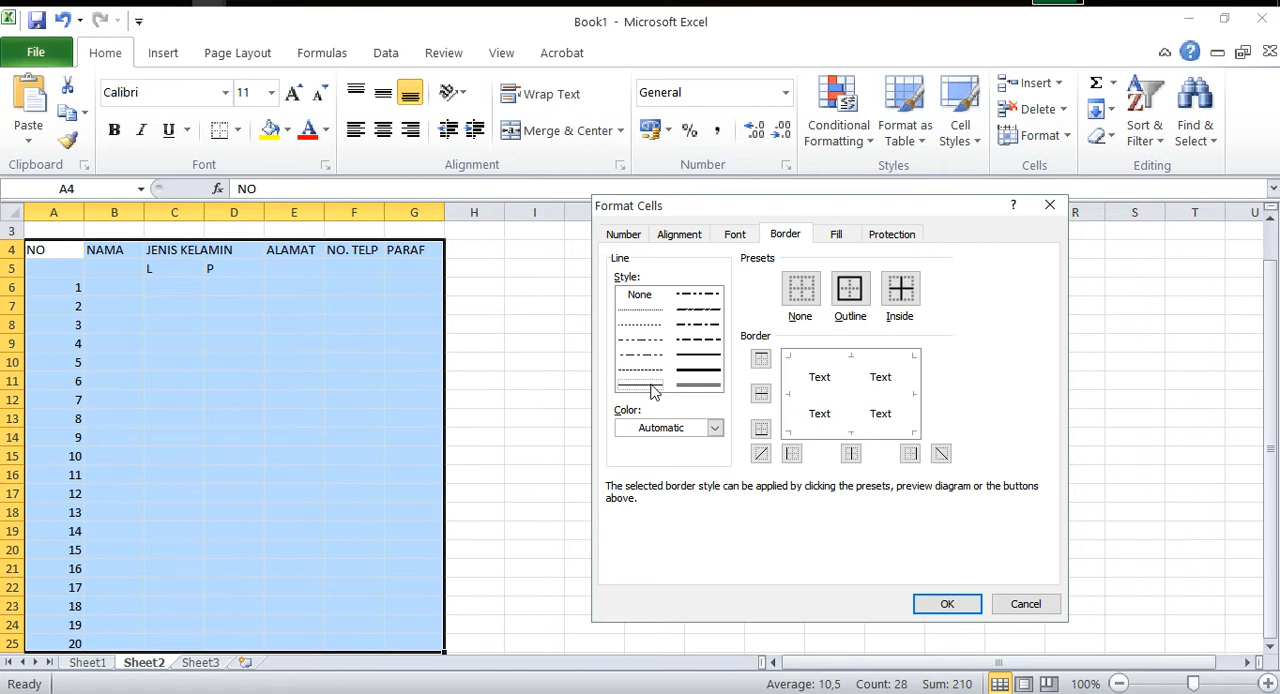 Book1 - Microsoft Excel
File Home Insert Page Layout Formulas Data Review View Acrobat
Paste
Clipboard
Calibri 11
B I U
Font
Wrap Text
Merge & Center
Alignment
General
% , .0 .00 .00 .0
Number
Conditional Formatting
Format as Table
Cell Styles
Styles
Insert
Delete
Format
Cells
Sort & Filter
Find & Select
Editing
A4 fx NO
A B C D E F G H I R S T U
3
4 NO NAMA JENIS KELAMIN ALAMAT NO. TELP PARAF
5 L P
6 1
7 2
8 3
9 4
10 5
11 6
12 7
13 8
14 9
15 10
16 11
17 12
18 13
19 14
20 15
21 16
22 17
23 18
24 19
25 20
Format Cells
Number Alignment Font Border Fill Protection
Line
Style:
None
Color:
Automatic
Presets
None Outline Inside
Border
Text Text
Text Text
The selected border style can be applied by clicking the presets, preview diagram or the buttons
above.
OK Cancel
Sheet1 Sheet2 Sheet3
Ready Average: 10,5 Count: 28 Sum: 210 100%